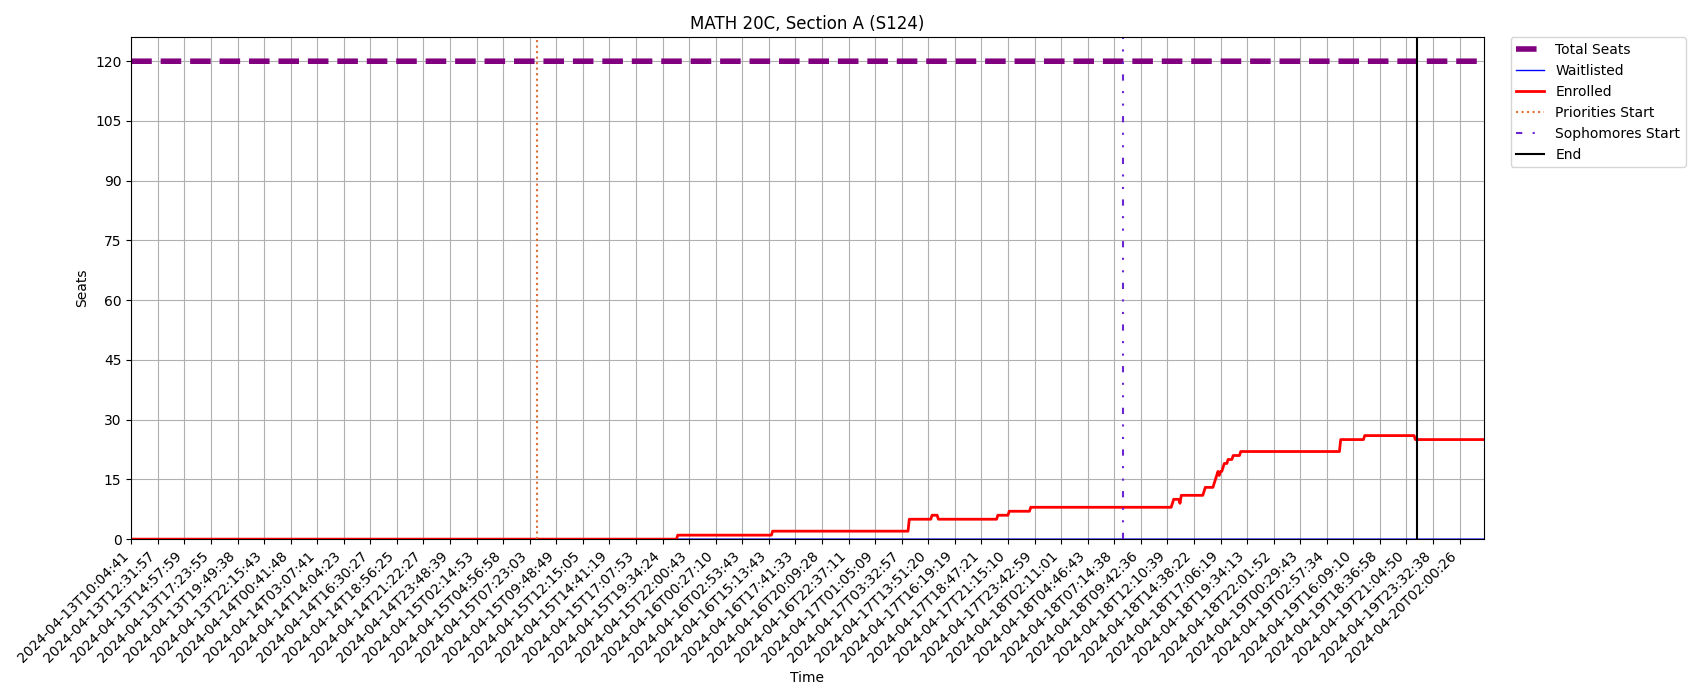 MATH 20C, Section A (S124)
Total Seats
Waitlisted
Enrolled
Priorities Start
Sophomores Start
End
Seats
120
105
90
75
60
45
30
15
0
2024-04-13T10:04:41
2024-04-13T12:31:57
2024-04-13T14:57:59
2024-04-13T17:23:55
2024-04-13T19:49:38
2024-04-13T22:15:43
2024-04-14T00:41:48
2024-04-14T03:07:41
2024-04-14T14:04:23
2024-04-14T16:30:27
2024-04-14T18:56:25
2024-04-14T21:22:27
2024-04-14T23:48:39
2024-04-15T02:14:53
2024-04-15T04:56:58
2024-04-15T07:23:03
2024-04-15T09:48:49
2024-04-15T12:15:05
2024-04-15T14:41:19
2024-04-15T17:07:53
2024-04-15T19:34:24
2024-04-15T22:00:43
2024-04-16T00:27:10
2024-04-16T02:53:43
2024-04-16T15:13:43
2024-04-16T17:41:33
2024-04-16T20:09:28
2024-04-16T22:37:11
2024-04-17T01:05:09
2024-04-17T03:32:57
2024-04-17T13:51:20
2024-04-17T16:19:19
2024-04-17T18:47:21
2024-04-17T21:15:10
2024-04-17T23:42:59
2024-04-18T02:11:01
2024-04-18T04:46:43
2024-04-18T07:14:38
2024-04-18T09:42:36
2024-04-18T12:10:39
2024-04-18T14:38:22
2024-04-18T17:06:19
2024-04-18T19:34:13
2024-04-18T22:01:52
2024-04-19T00:29:43
2024-04-19T02:57:34
2024-04-19T16:09:10
2024-04-19T18:36:58
2024-04-19T21:04:50
2024-04-19T23:32:38
2024-04-20T02:00:26
Time